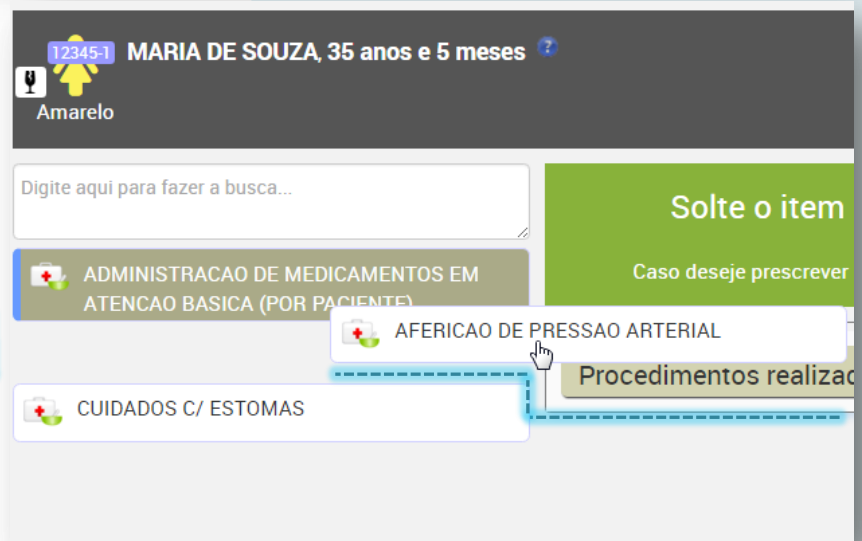 12345-1 MARIA DE SOUZA, 35 anos e 5 meses ?
Amarelo
Digite aqui para fazer a busca...
Solte o item
Caso deseje prescrever
ADMINISTRACAO DE MEDICAMENTOS EM
ATENCAO BASICA (POR PACIENTE)
AFERICAO DE PRESSAO ARTERIAL
Procedimentos realizad
CUIDADOS C/ ESTOMAS